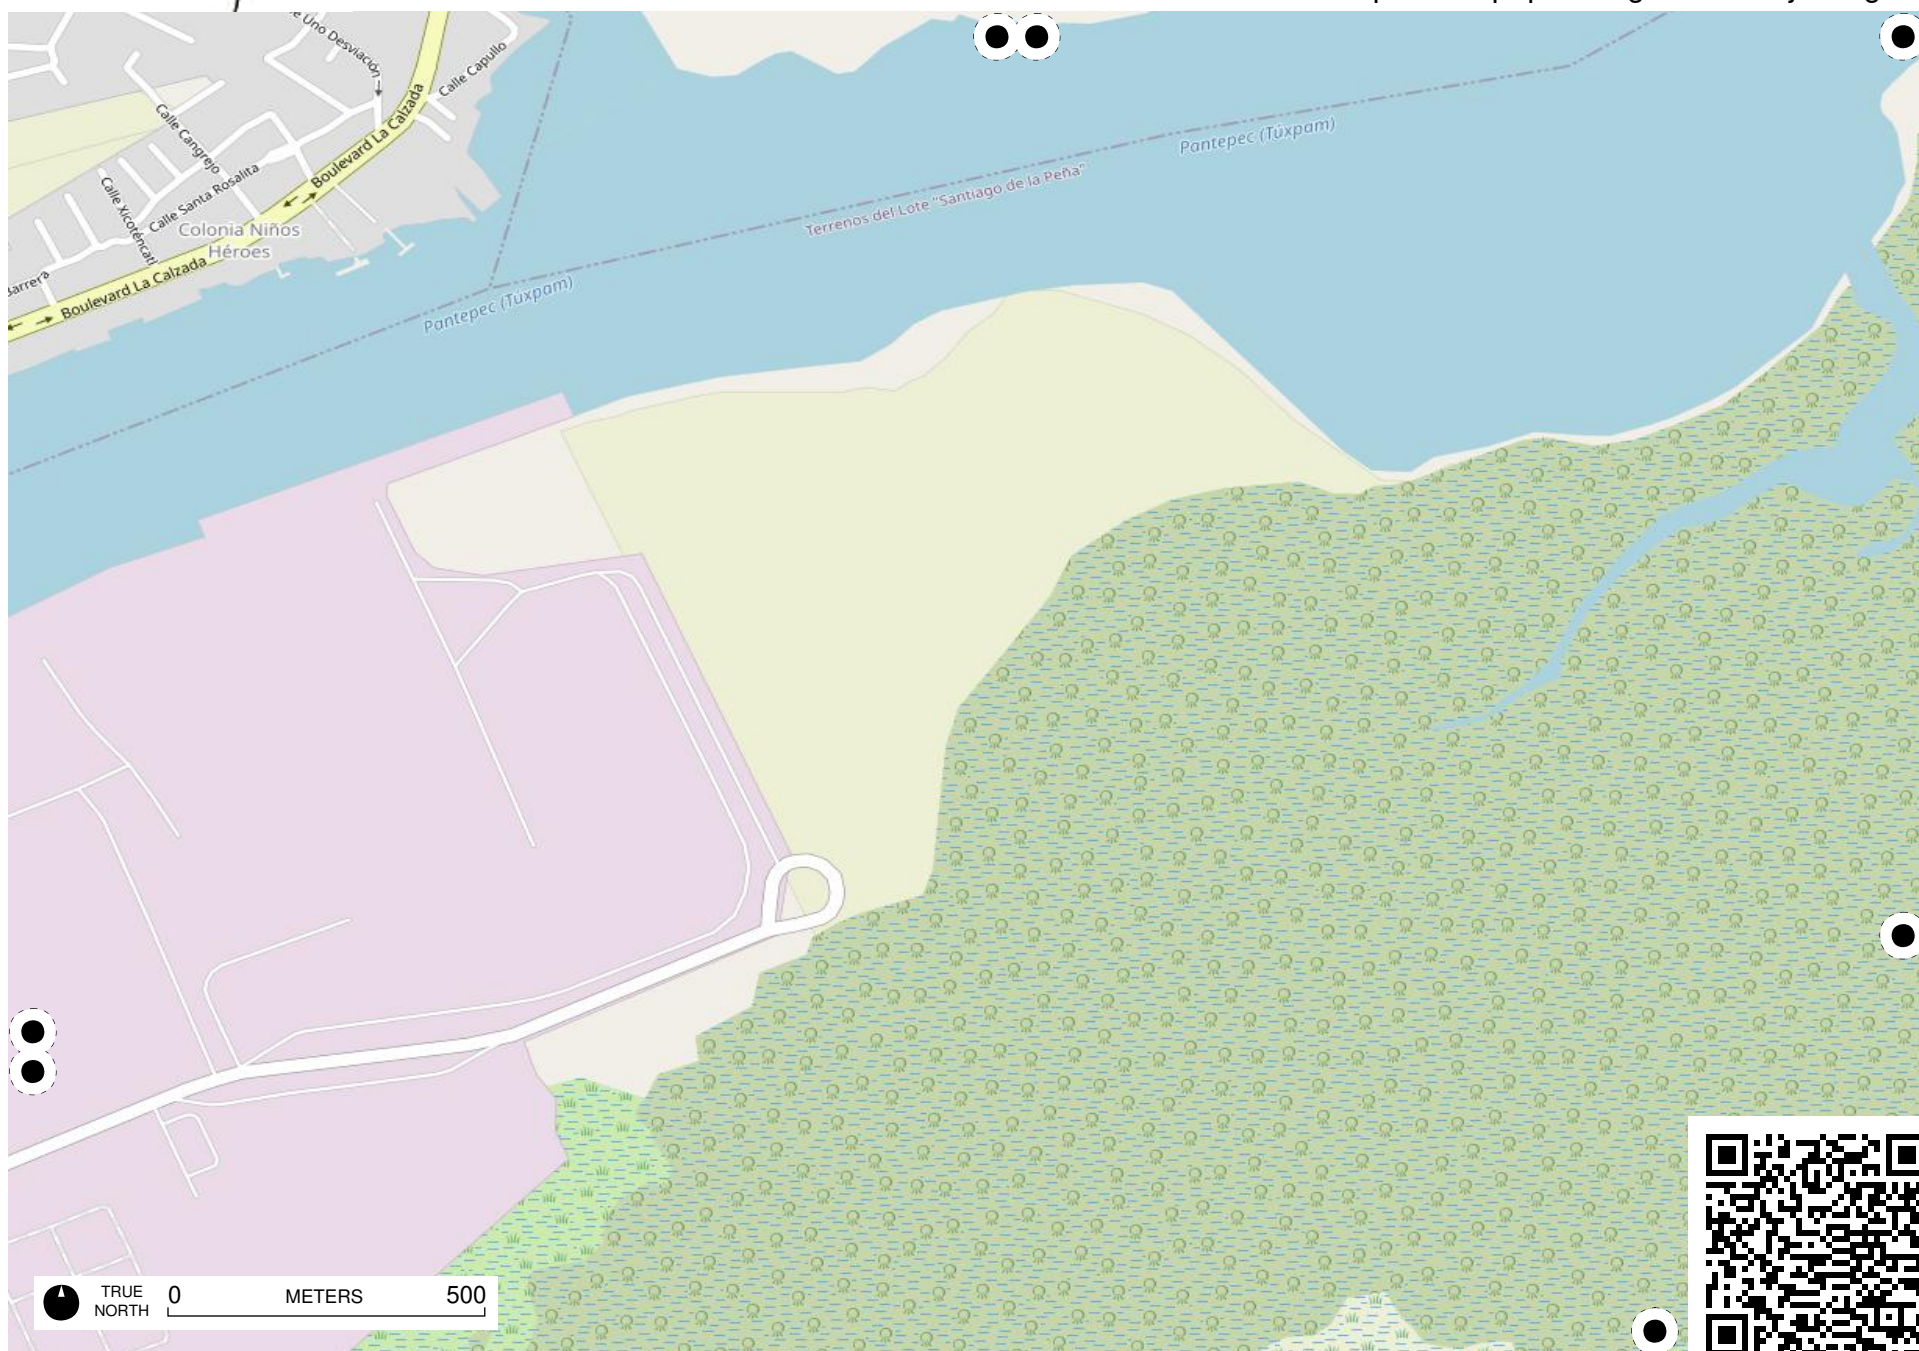 Uno Desviación
Calle Capullo
Calle Cangrejo
Boulevard La Calzada
Calle Santa Rosalita
Calle Xicoténcatl
Colonia Niños
Héroes
Barrera
Boulevard La Calzada
Pantepec (Túxpam)
Terrenos del Lote "Santiago de la Peña"
Pantepec (Túxpam)
TRUE
NORTH
0 METERS 500